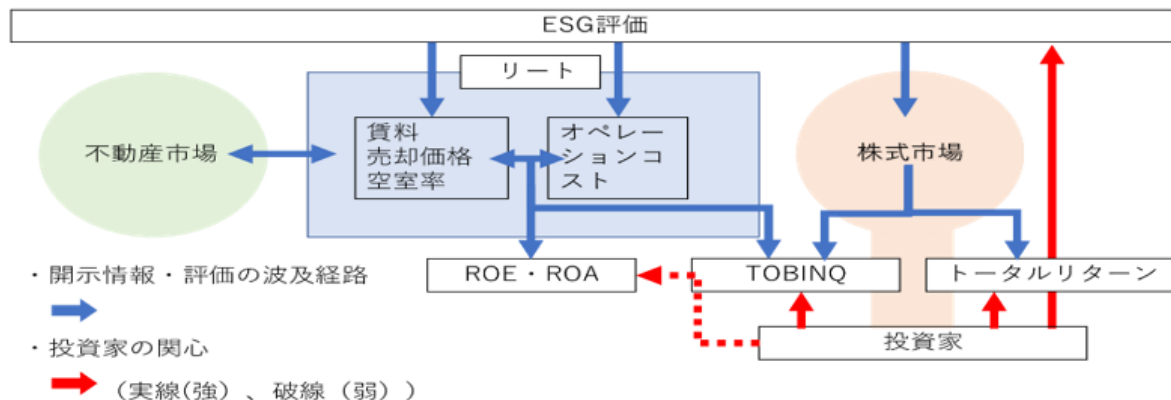 ESG評価
リート
不動産市場
賃料
売却価格
空室率
オペレー
ションコ
スト
株式市場
・開示情報・評価の波及経路
ROE・ROA
TOBINQ
トータルリターン
・投資家の関心
投資家
(実線(強)、破線(弱))